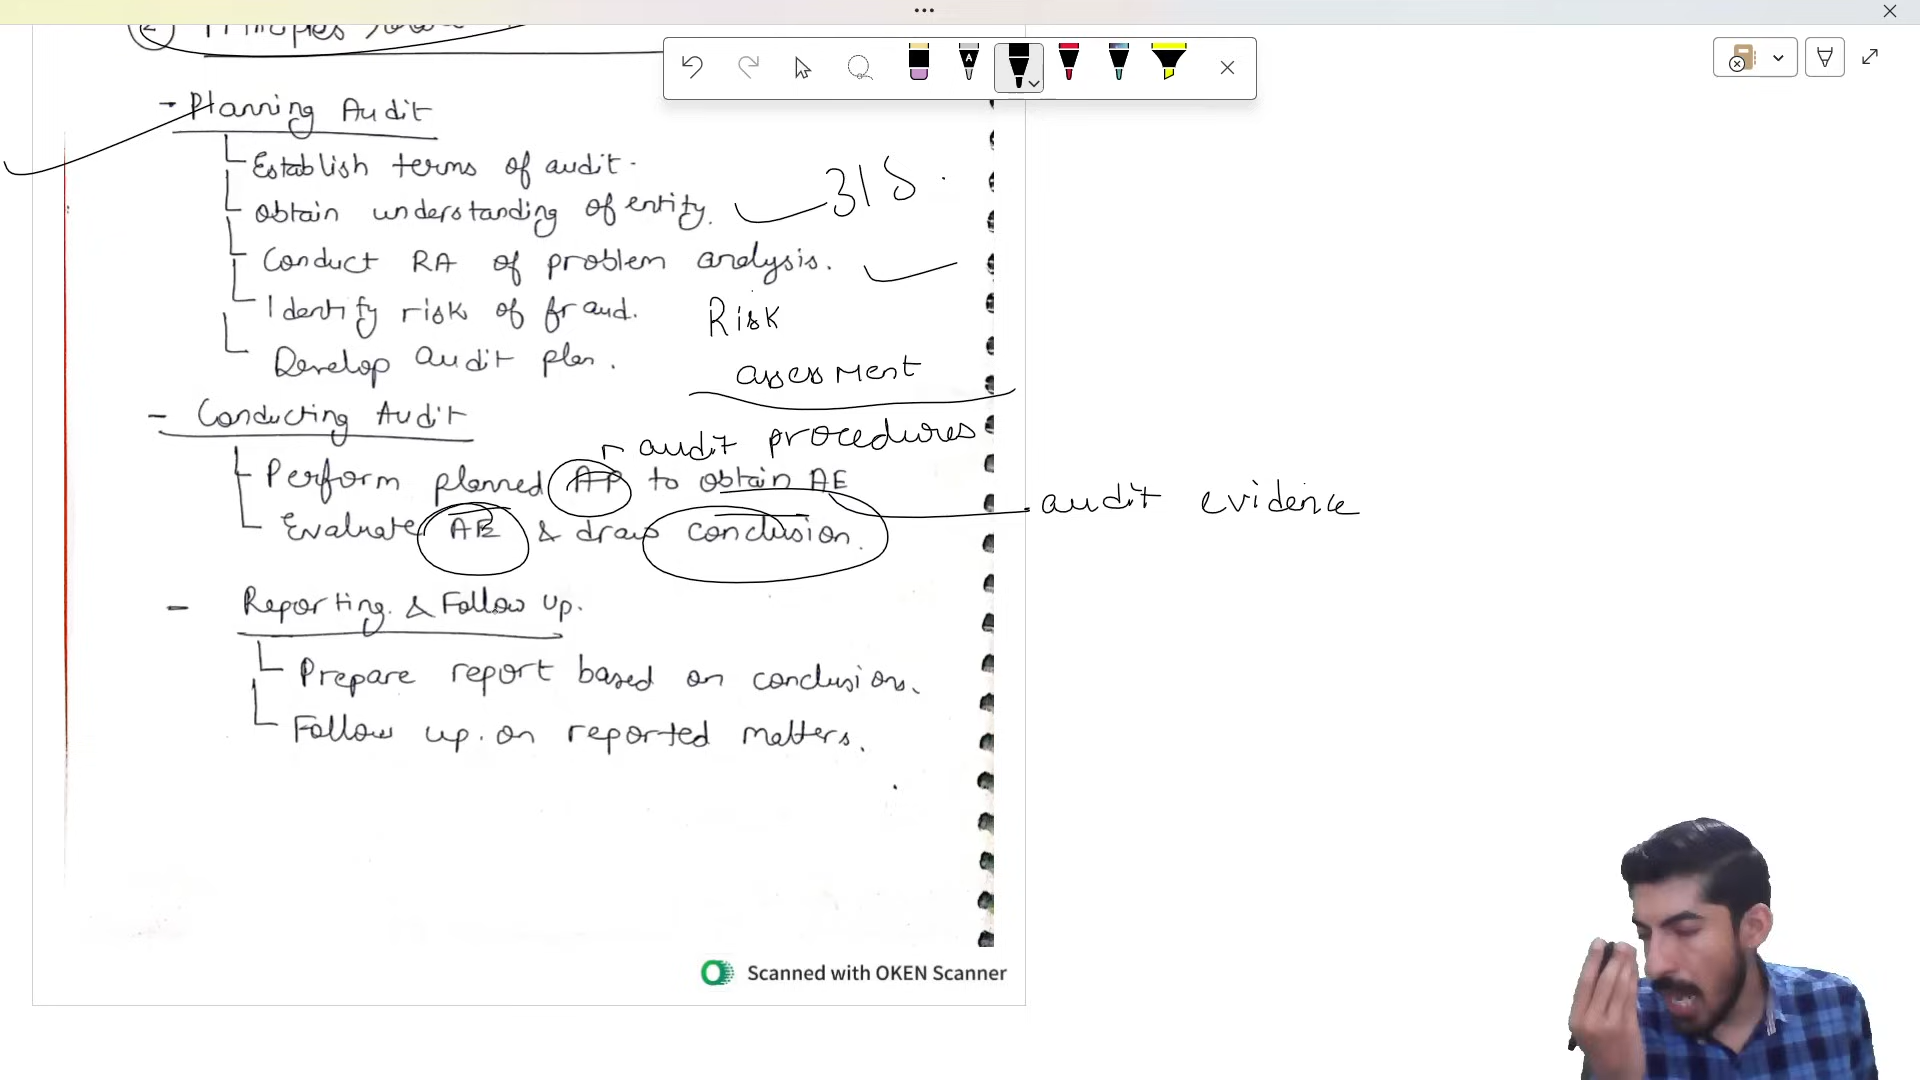 ② Principles
- Planning Audit
Establish terms of audit.
Obtain understanding of entity. 315.
Conduct RA of problem analysis.
Identify risk of fraud. Risk
assessment
Develop audit plan.
- Conducting Audit
audit procedures
Perform planned AP to obtain AE
audit evidence
Evaluate AE & draw conclusion.
- Reporting & Follow up.
Prepare report based on conclusions.
Follow up on reported matters.
Scanned with OKEN Scanner